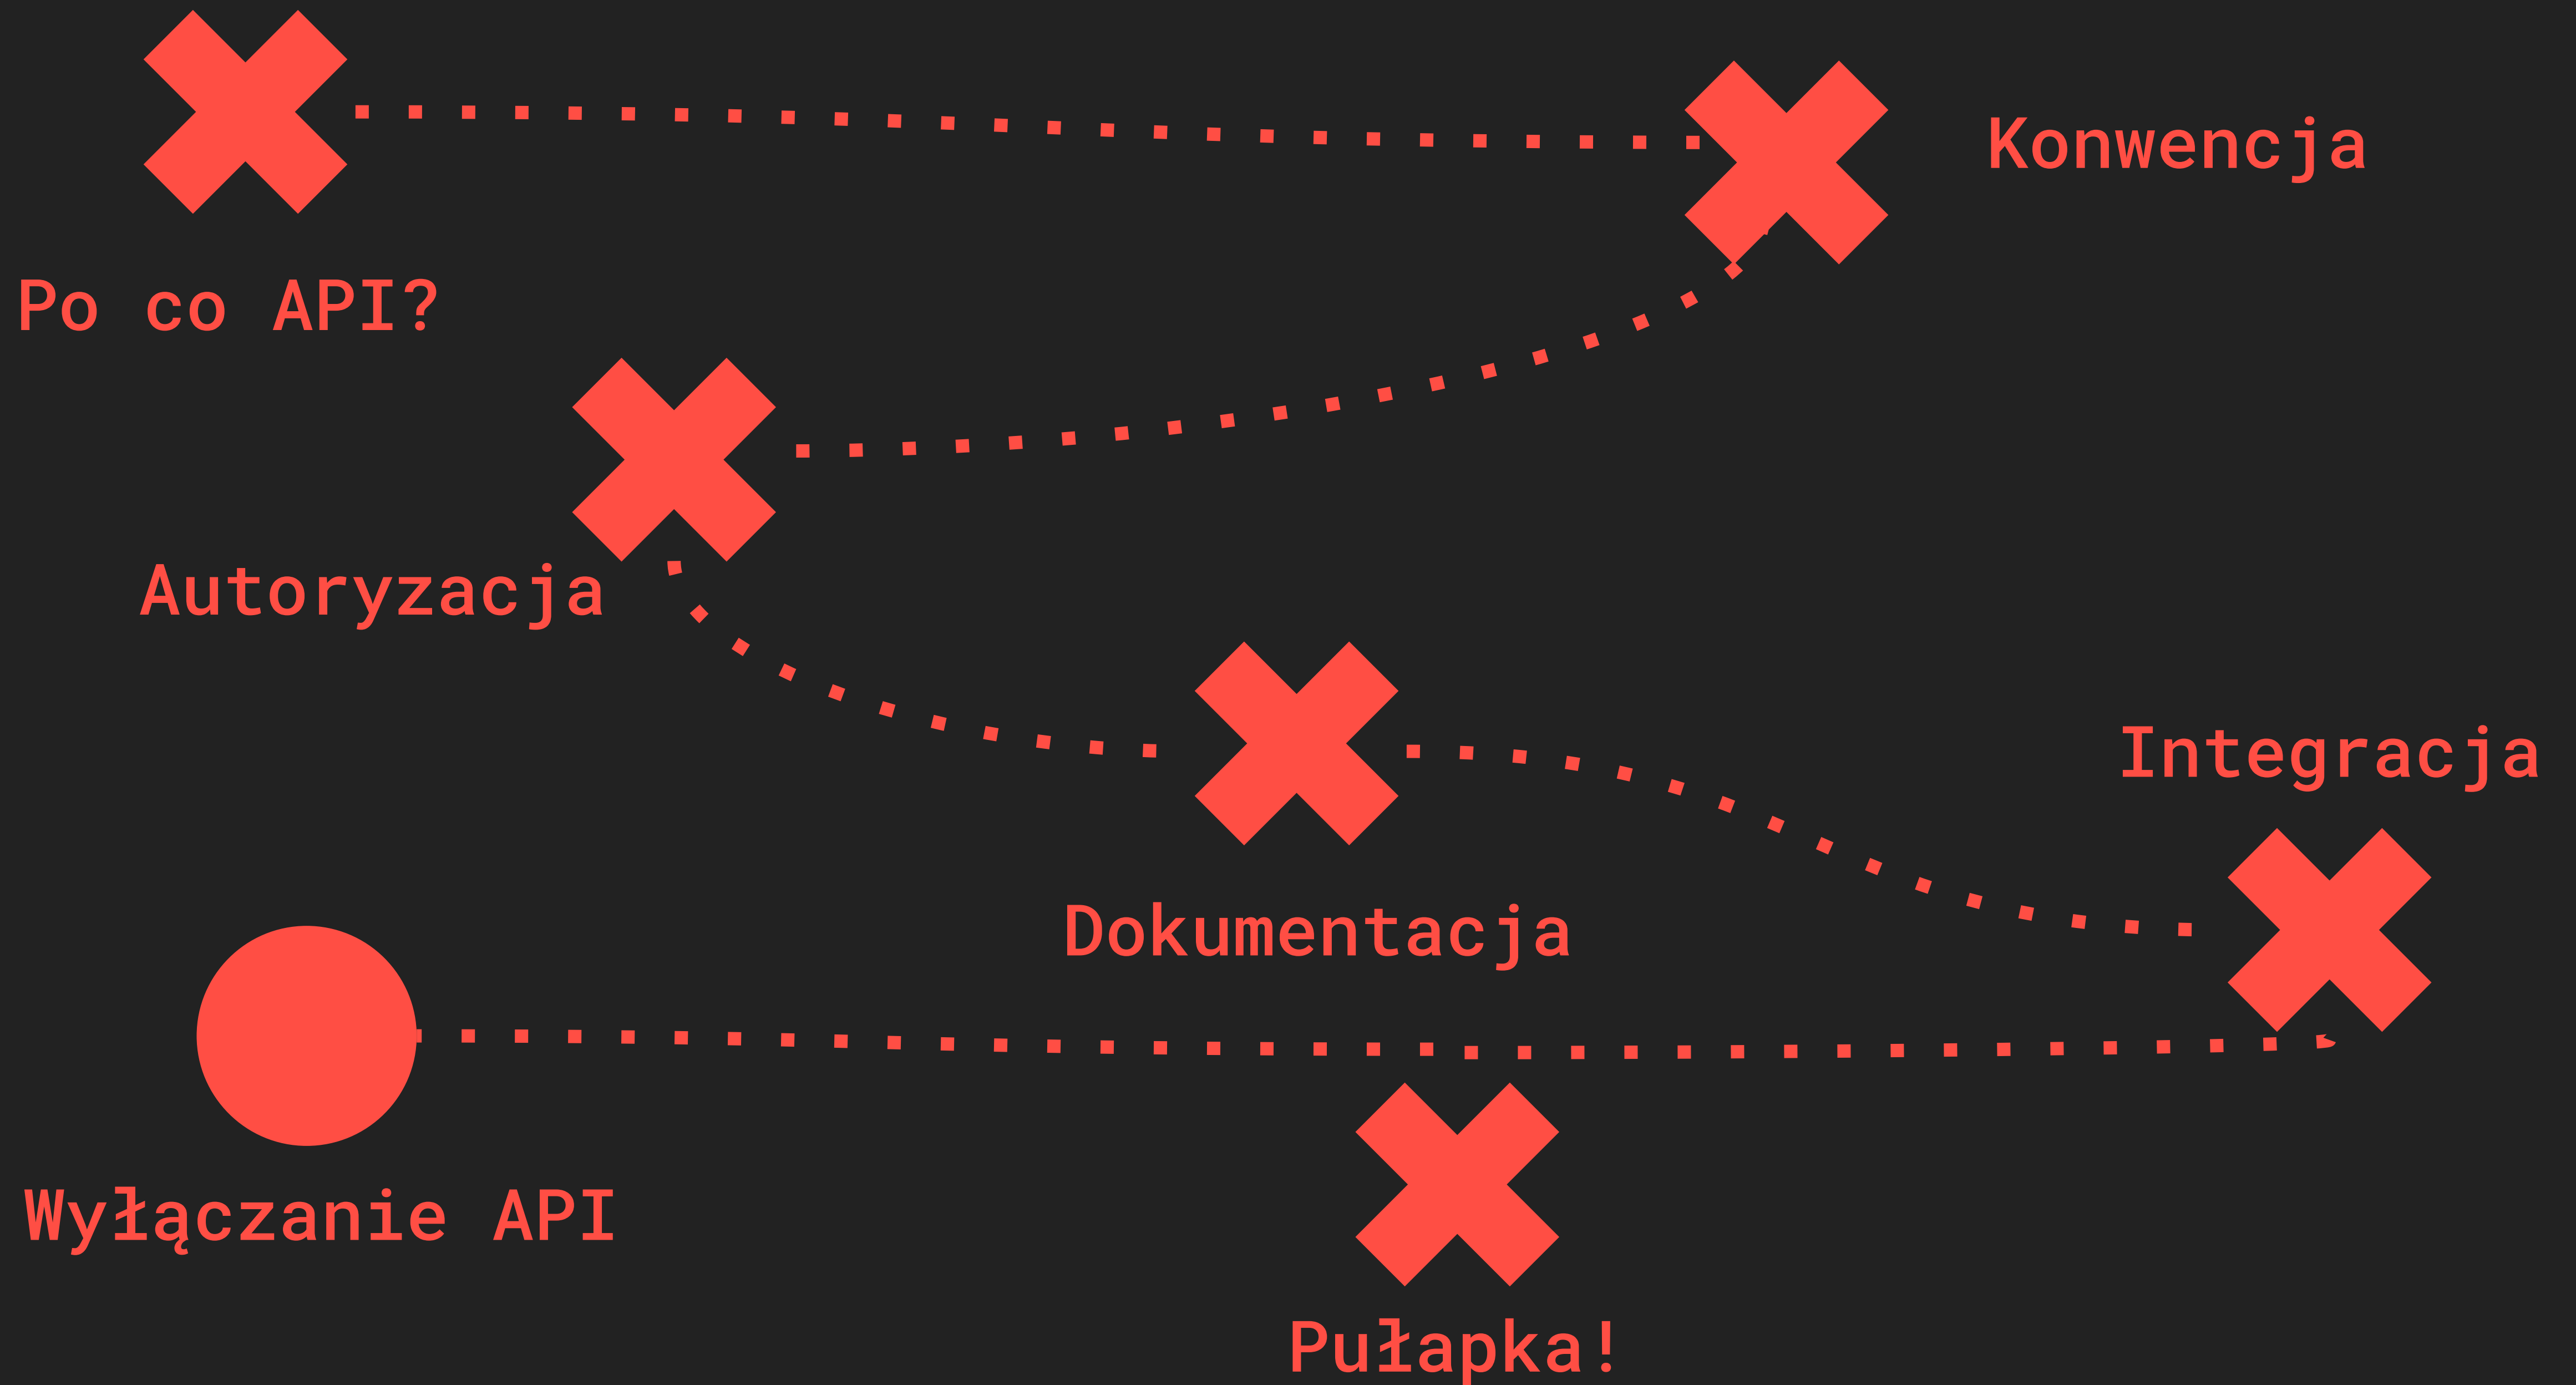 Po co API?
Konwencja
Autoryzacja
Dokumentacja
Integracja
Pułapka!
Wyłączanie API